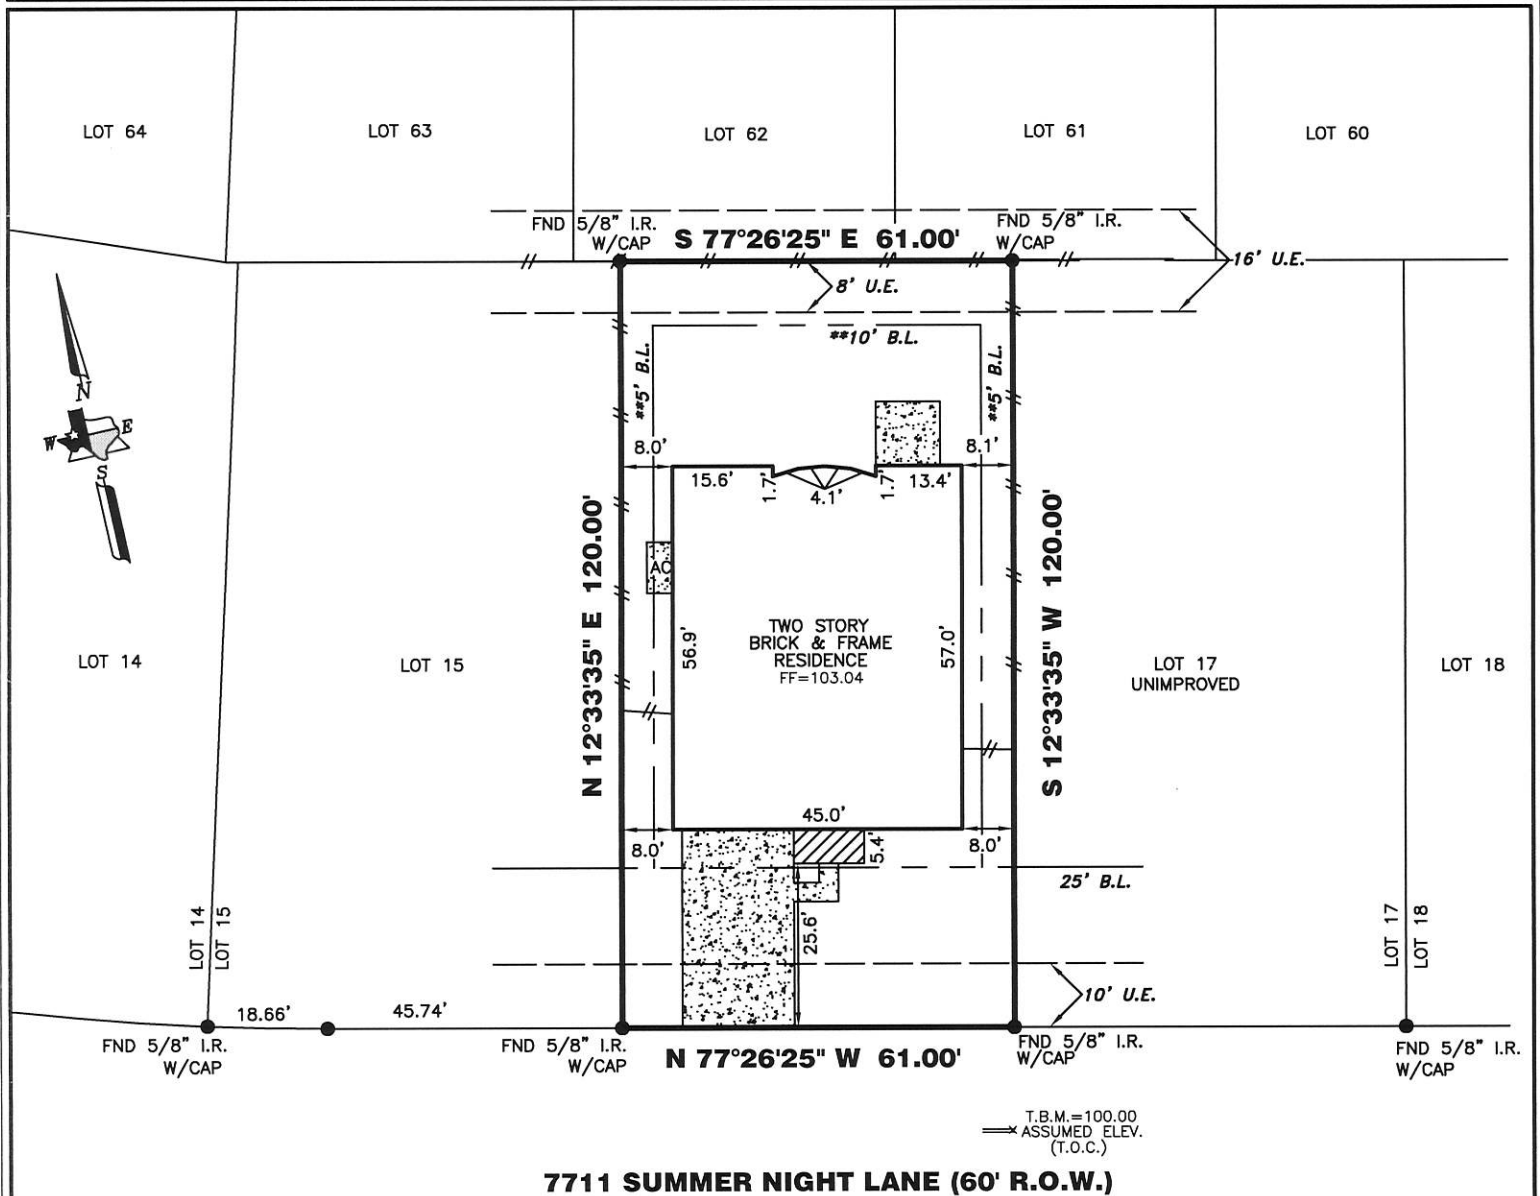 LOT 64
LOT 63
LOT 62
LOT 61
LOT 60
FND 5/8" I.R.
W/CAP
S 77°26'25" E 61.00'
FND 5/8" I.R.
W/CAP
16' U.E.
8' U.E.
**10' B.L.
**5' B.L.
**5' B.L.
N
W
E
S
8.0'
8.1'
15.6'
1.7'
4.1'
1.7'
13.4'
AC
N 12°33'35" E 120.00'
S 12°33'35" W 120.00'
56.9'
57.0'
TWO STORY
BRICK & FRAME
RESIDENCE
FF=103.04
LOT 14
LOT 15
LOT 17
UNIMPROVED
LOT 18
45.0'
8.0'
5.4'
8.0'
25' B.L.
25.6'
LOT 14
LOT 15
LOT 17
LOT 18
10' U.E.
18.66'
45.74'
FND 5/8" I.R.
W/CAP
FND 5/8" I.R.
W/CAP
N 77°26'25" W 61.00'
FND 5/8" I.R.
W/CAP
FND 5/8" I.R.
W/CAP
T.B.M.=100.00
ASSUMED ELEV.
(T.O.C.)
7711 SUMMER NIGHT LANE (60' R.O.W.)